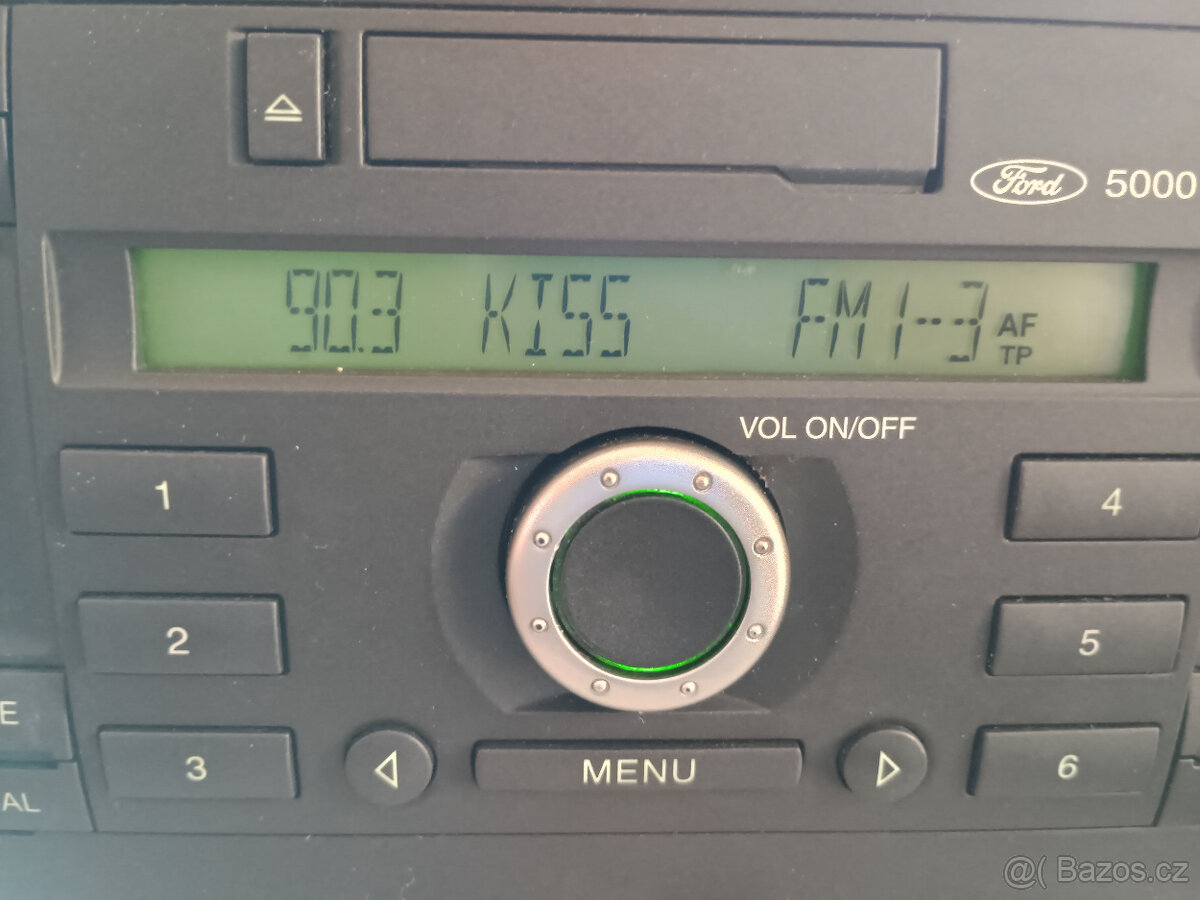 Ford 5000
90.3 KISS FM1--3 AF
TP
VOL ON/OFF
1
4
2
5
E
3
MENU
6
AL
@( Bazos.cz